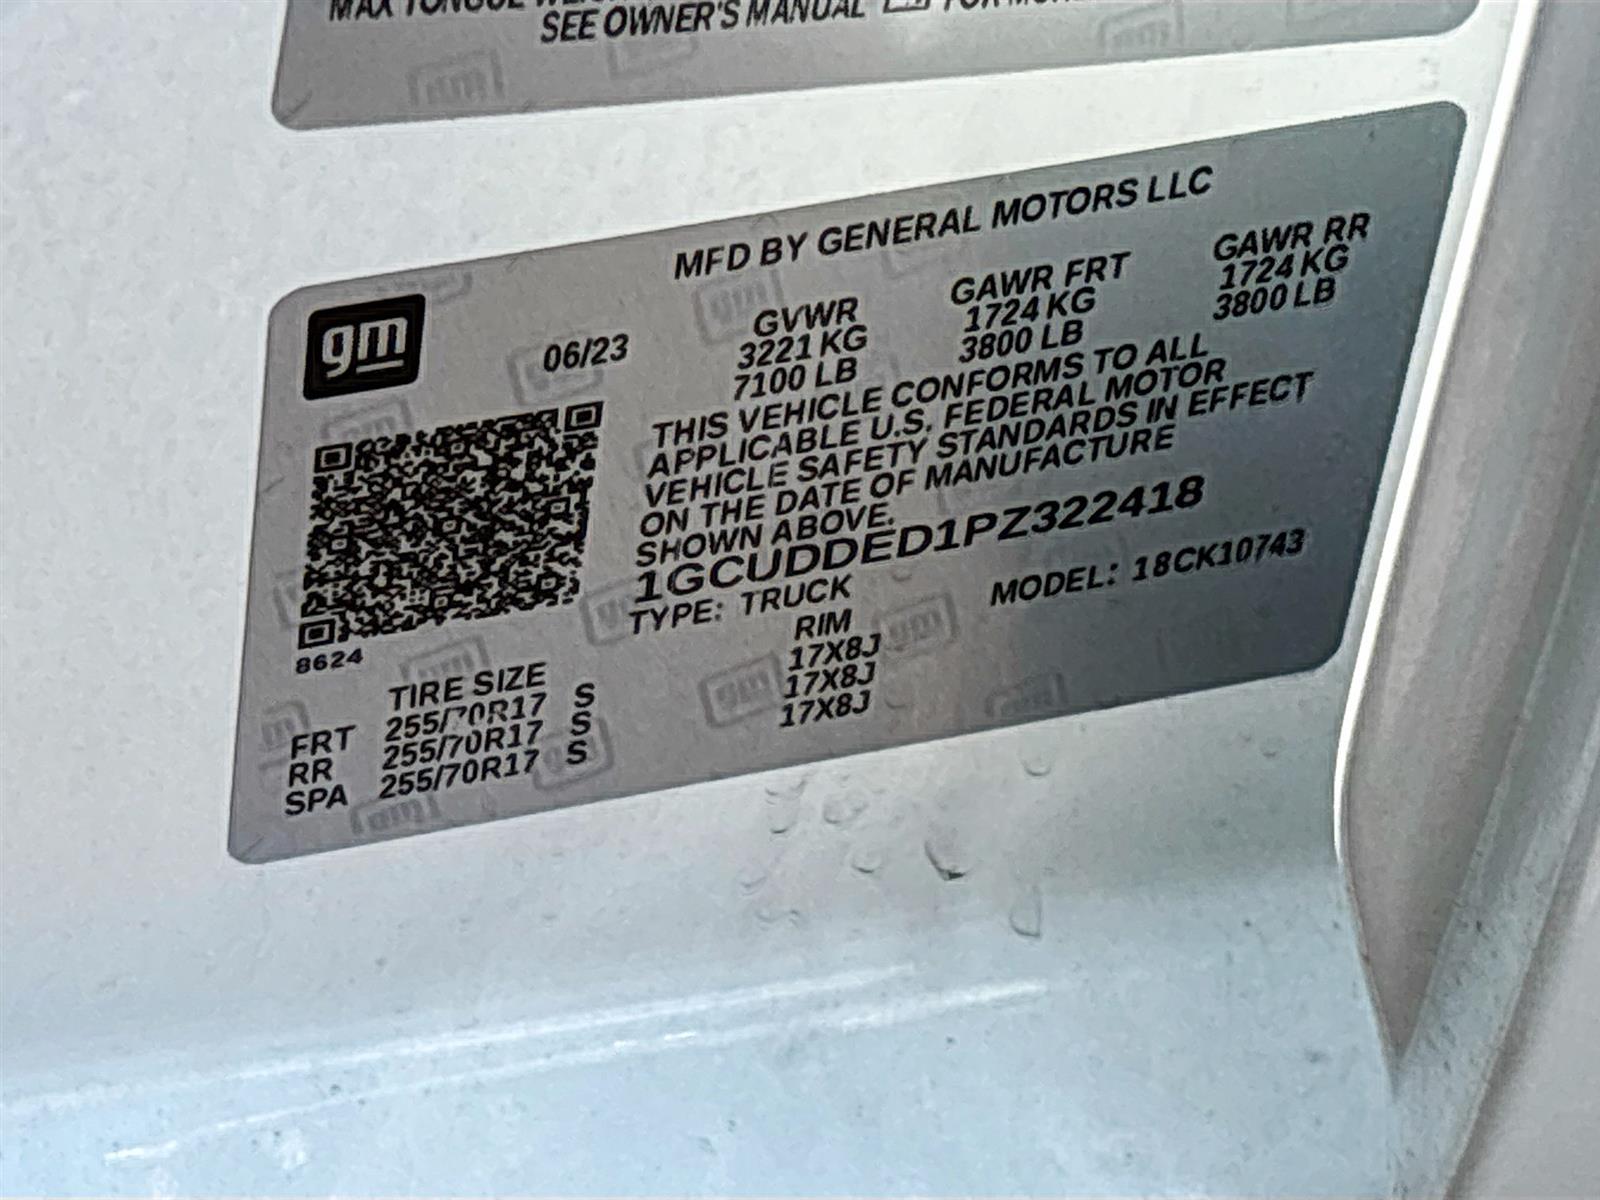 MAX TONGUE
SEE OWNER'S MANUAL
MFD BY GENERAL MOTORS LLC
gm
06/23
GVWR GAWR FRT GAWR RR
3221 KG 1724 KG 1724 KG
7100 LB 3800 LB 3800 LB
THIS VEHICLE CONFORMS TO ALL
APPLICABLE U.S. FEDERAL MOTOR
VEHICLE SAFETY STANDARDS IN EFFECT
ON THE DATE OF MANUFACTURE
SHOWN ABOVE.
1GCUDDED1PZ322418
TYPE: TRUCK MODEL: 18CK10743
8624
TIRE SIZE RIM
FRT 255/70R17 S 17X8J
RR 255/70R17 S 17X8J
SPA 255/70R17 S 17X8J